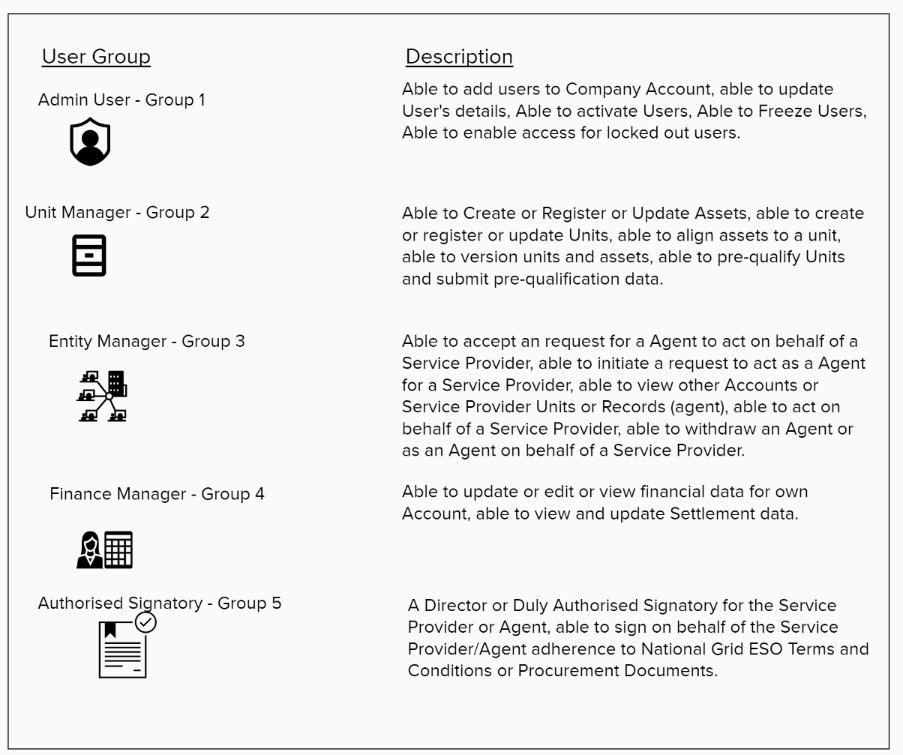 User Group
Description
Admin User - Group 1
Able to add users to Company Account, able to update
User's details, Able to activate Users, Able to Freeze Users,
Able to enable access for locked out users.
Unit Manager - Group 2
Able to Create or Register or Update Assets, able to create
or register or update Units, able to align assets to a unit,
able to version units and assets, able to pre-qualify Units
and submit pre-qualification data.
Entity Manager - Group 3
Able to accept an request for a Agent to act on behalf of a
Service Provider, able to initiate a request to act as a Agent
for a Service Provider, able to view other Accounts or
Service Provider Units or Records (agent), able to act on
behalf of a Service Provider, able to withdraw an Agent or
as an Agent on behalf of a Service Provider.
Finance Manager - Group 4
Able to update or edit or view financial data for own
Account, able to view and update Settlement data.
Authorised Signatory - Group 5
A Director or Duly Authorised Signatory for the Service
Provider or Agent, able to sign on behalf of the Service
Provider/Agent adherence to National Grid ESO Terms and
Conditions or Procurement Documents.